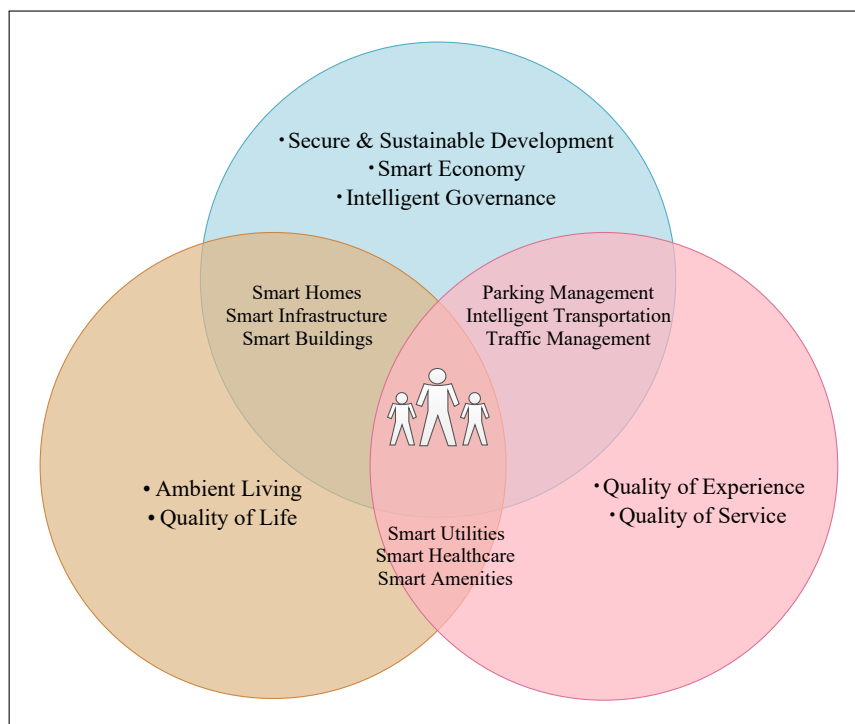 •Secure & Sustainable Development
•Smart Economy
•Intelligent Governance
Smart Homes
Smart Infrastructure
Smart Buildings
Parking Management
Intelligent Transportation
Traffic Management
• Ambient Living
• Quality of Life
•Quality of Experience
•Quality of Service
Smart Utilities
Smart Healthcare
Smart Amenities